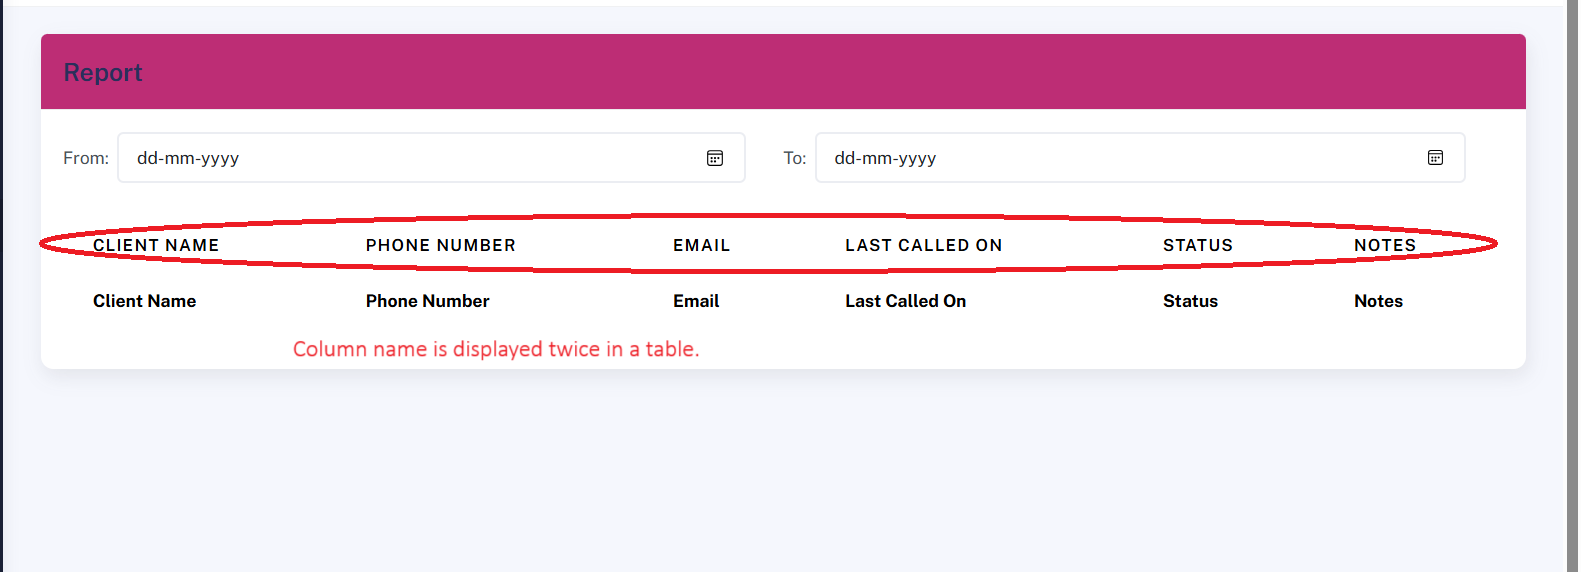 Report
From: dd-mm-yyyy To: dd-mm-yyyy
CLIENT NAME PHONE NUMBER EMAIL LAST CALLED ON STATUS NOTES
Client Name Phone Number Email Last Called On Status Notes
Column name is displayed twice in a table.